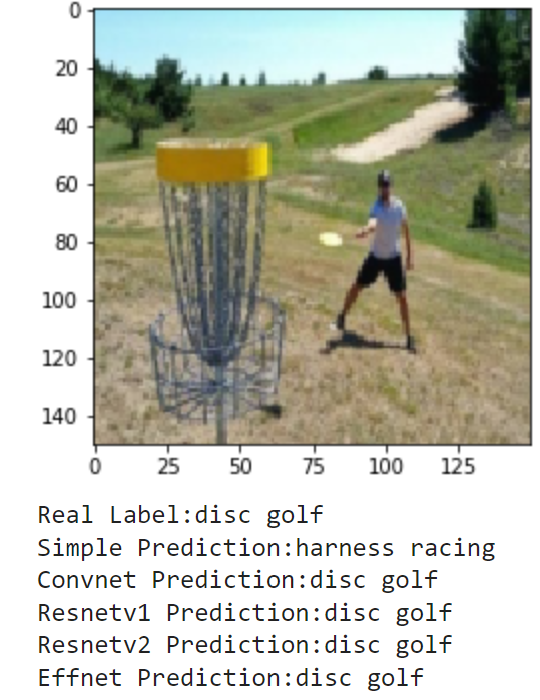 0
20
40
60
80
100
120
140
0 25 50 75 100 125
Real Label:disc golf
Simple Prediction:harness racing
Convnet Prediction:disc golf
Resnetv1 Prediction:disc golf
Resnetv2 Prediction:disc golf
Effnet Prediction:disc golf